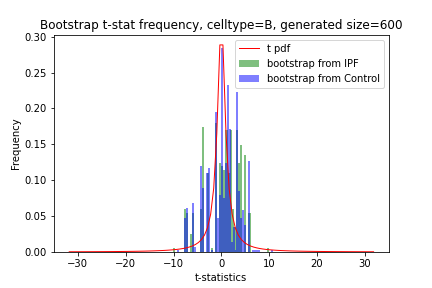 Bootstrap t-stat frequency, celltype=B, generated size=600
t pdf
bootstrap from IPF
bootstrap from Control
Frequency
0.30
0.25
0.20
0.15
0.10
0.05
0.00
−30 −20 −10 0 10 20 30
t-statistics